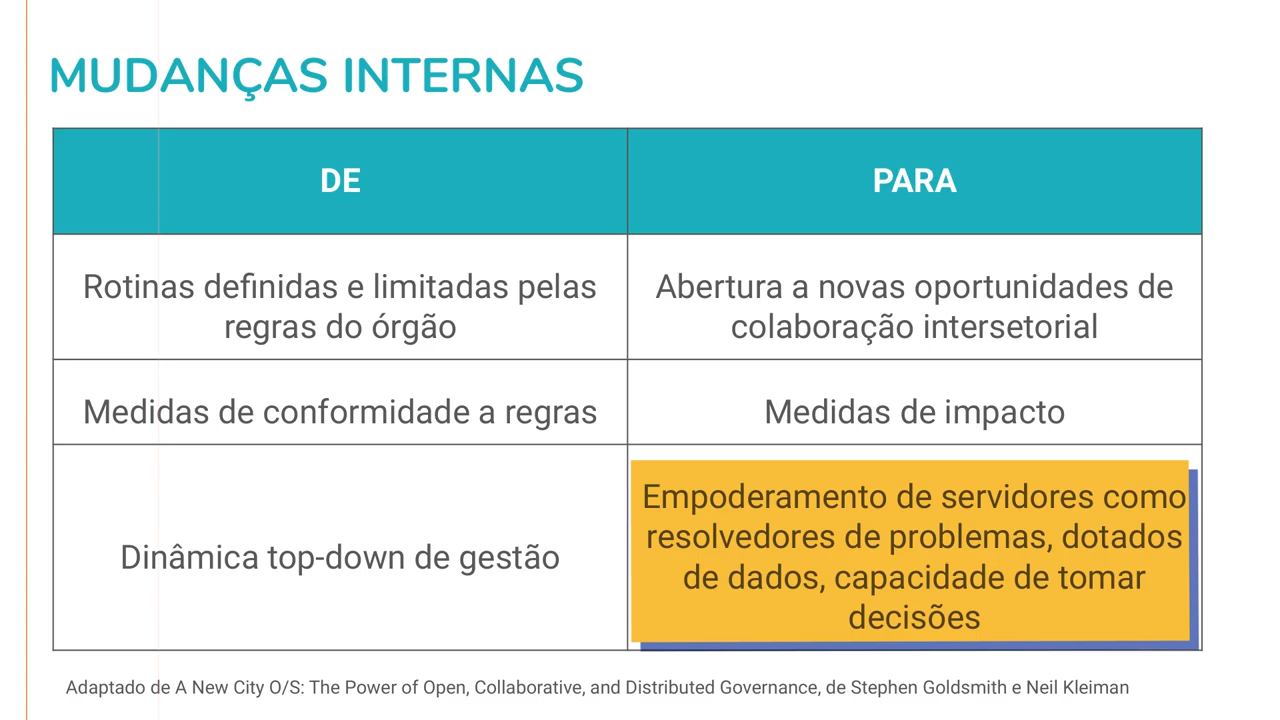 MUDANÇAS INTERNAS
DE
PARA
Rotinas definidas e limitadas pelas
regras do órgão
Abertura a novas oportunidades de
colaboração intersetorial
Medidas de conformidade a regras
Medidas de impacto
Dinâmica top-down de gestão
Empoderamento de servidores como
resolvedores de problemas, dotados
de dados, capacidade de tomar
decisões
Adaptado de A New City O/S: The Power of Open, Collaborative, and Distributed Governance, de Stephen Goldsmith e Neil Kleiman